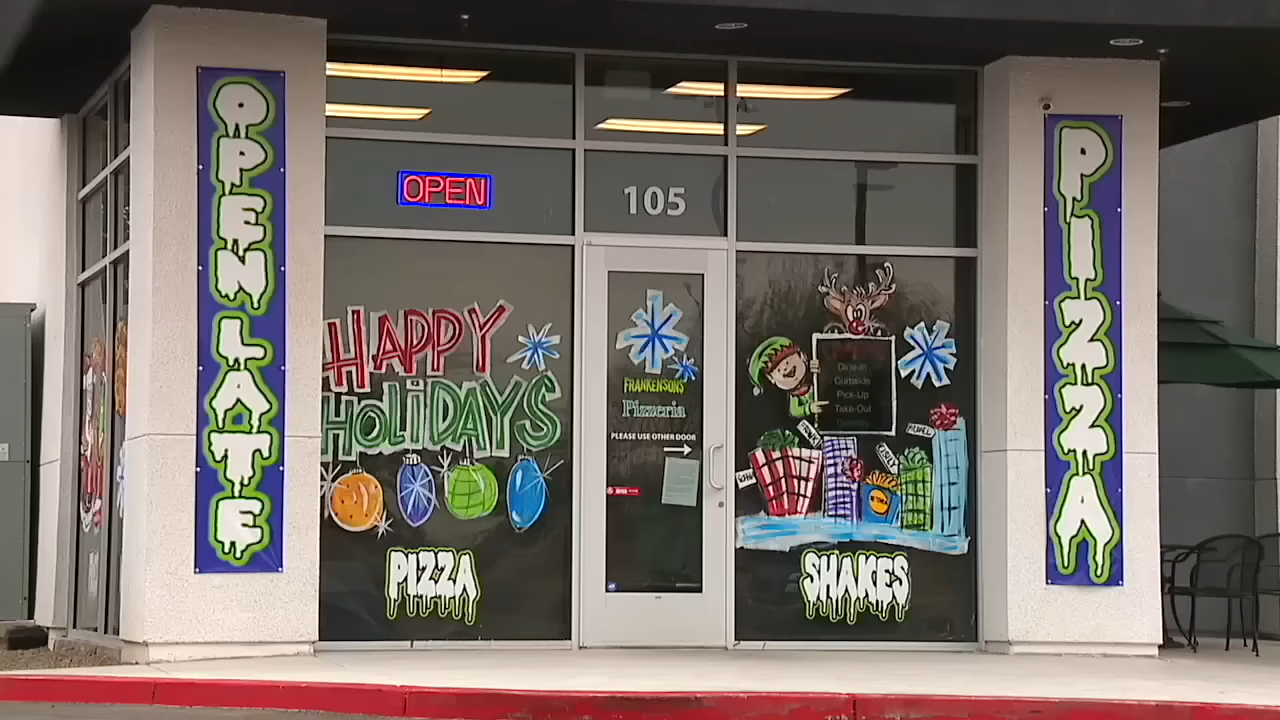 OPEN LATE
OPEN
105
PIZZA
HAPPY
HOLIDAYS
FRANKENSONS
Pizzeria
PLEASE USE OTHER DOOR
Dine-In
Curbside
Pick-Up
Take-Out
Delivery
PIZZA
SHAKES